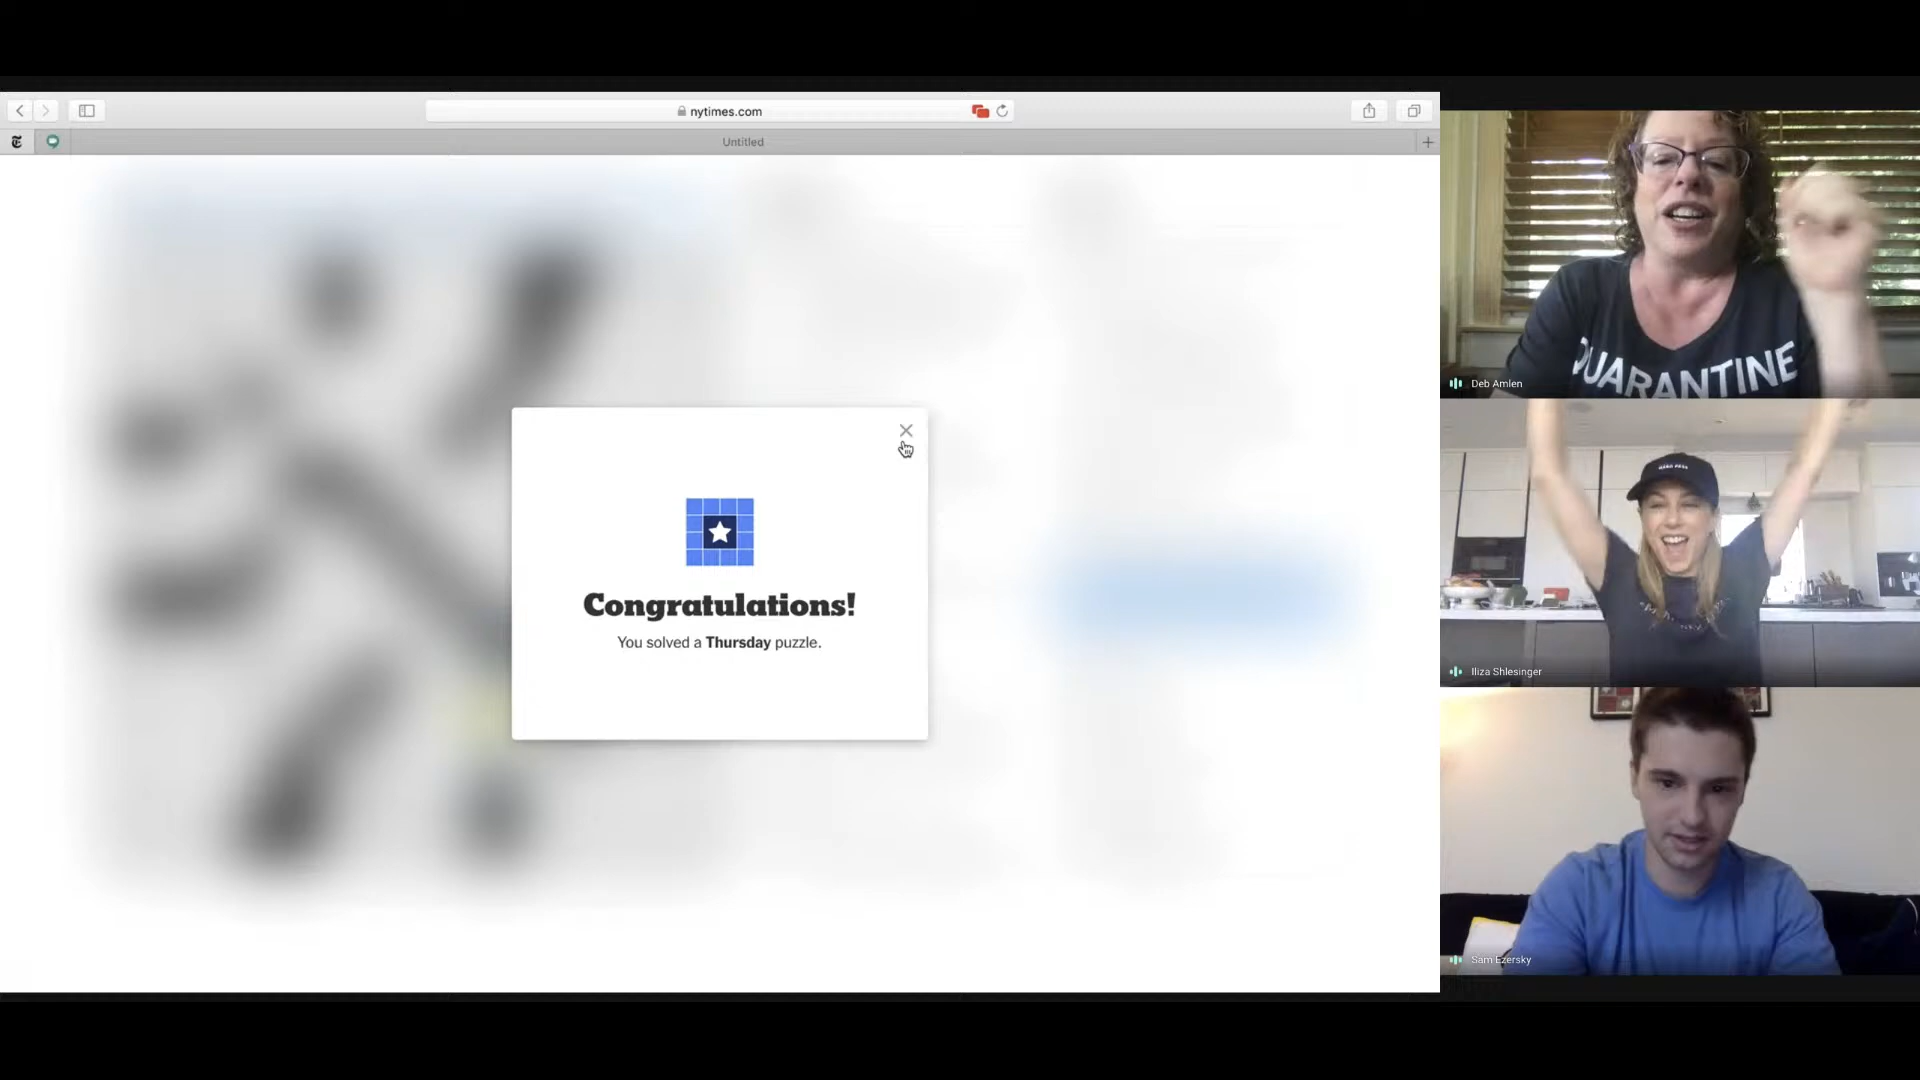 nytimes.com
Untitled
Congratulations!
You solved a Thursday puzzle.
QUARANTINE
Deb Amlen
Iliza Shlesinger
Sam Ezersky